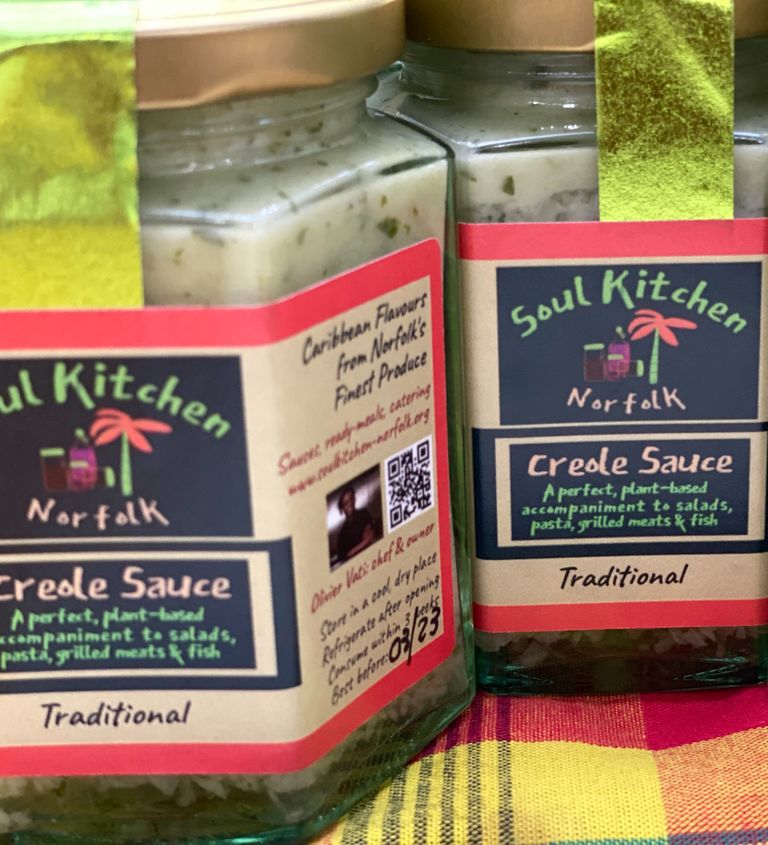 ul Kitchen
Norfolk
Creole Sauce
A perfect, plant-based
ccompaniment to salads,
pasta, grilled meats & fish
Traditional
Caribbean Flavours
from Norfolk's
Finest Produce
Sauces, ready-meals, catering
www.soulkitchen-norfolk.org
Olivier Vati: chef & owner
Store in a cool, dry place
Refrigerate after opening
Consume within 3 weeks
Best before: 03/23
Soul Kitchen
Norfolk
Creole Sauce
A perfect, plant-based
accompaniment to salads,
pasta, grilled meats & fish
Traditional